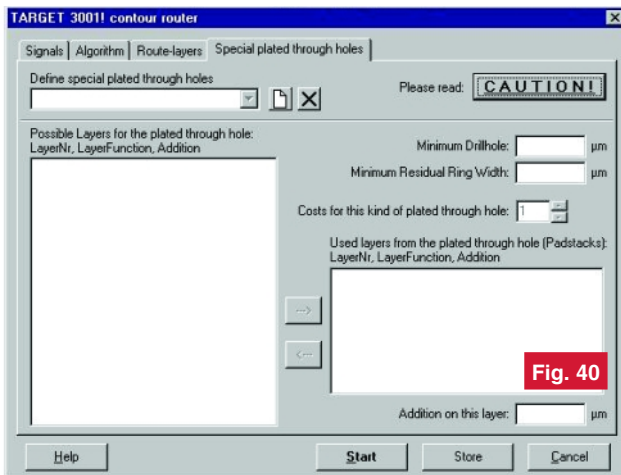 TARGET 3001! contour router
Signals
Algorithm
Route-layers
Special plated through holes
Define special plated through holes
Please read:
CAUTION!
Possible Layers for the plated through hole:
LayerNr, LayerFunction, Addition
Minimum Drillhole:
µm
Minimum Residual Ring Width:
µm
Costs for this kind of plated through hole:
1
Used layers from the plated through hole (Padstacks):
LayerNr, LayerFunction, Addition
--->
<---
Fig. 40
Addition on this layer:
µm
Help
Start
Store
Cancel